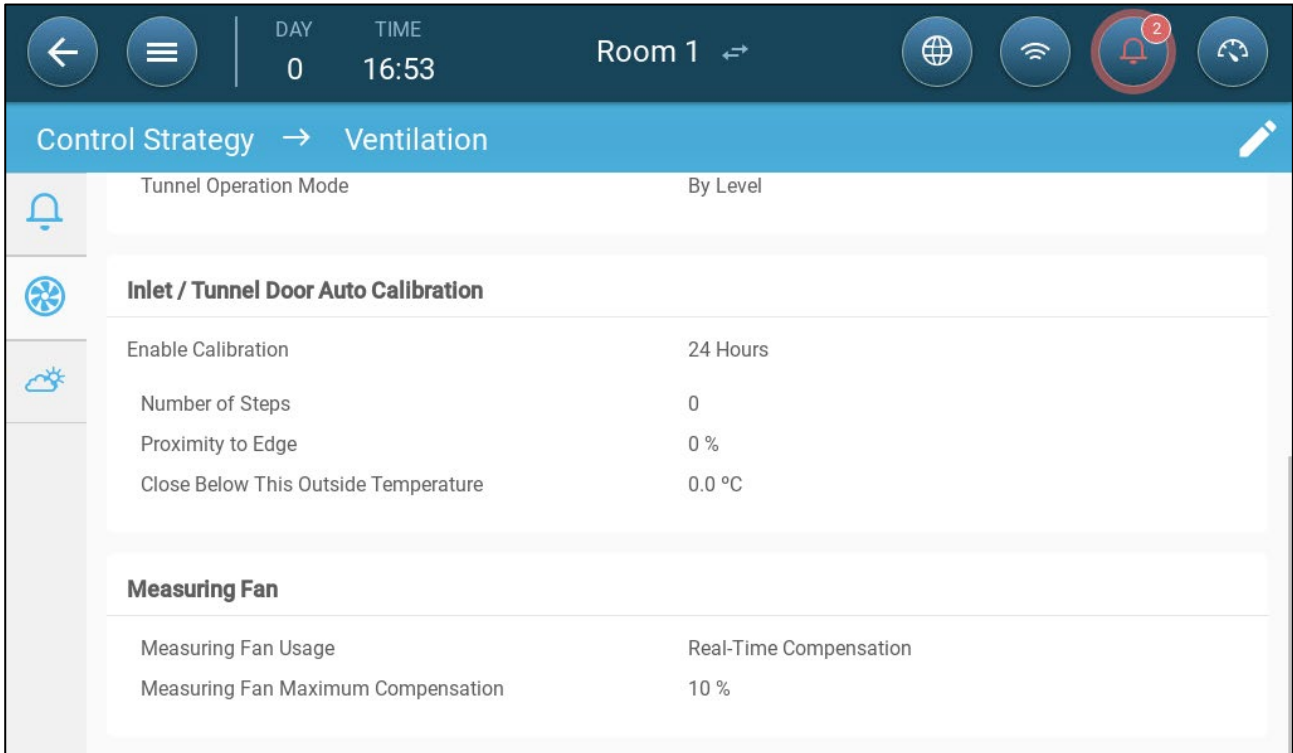 DAY TIME
0 16:53
Room 1
2
Control Strategy → Ventilation
Tunnel Operation Mode By Level
Inlet / Tunnel Door Auto Calibration
Enable Calibration 24 Hours
Number of Steps 0
Proximity to Edge 0 %
Close Below This Outside Temperature 0.0 ºC
Measuring Fan
Measuring Fan Usage Real-Time Compensation
Measuring Fan Maximum Compensation 10 %